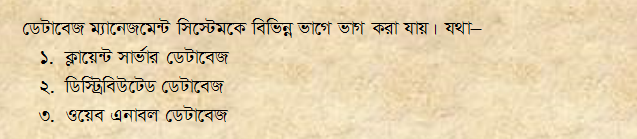 ডেটাবেজ ম্যানেজমেন্ট সিস্টেমকে বিভিন্ন ভাগে ভাগ করা যায়। যথা–
১. ক্লায়েন্ট সার্ভার ডেটাবেজ
২. ডিস্ট্রিবিউটেড ডেটাবেজ
৩. ওয়েব এনাবল ডেটাবেজ